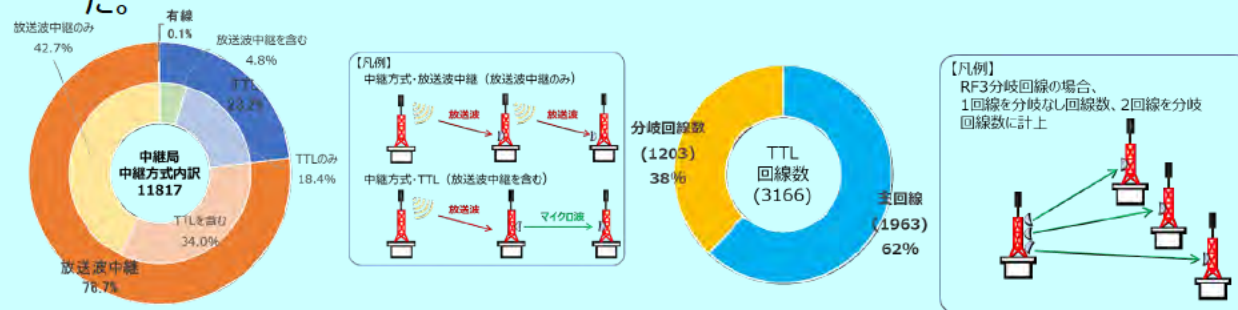 た。
有線
0.1%
放送波中継のみ
42.7%
放送波中継を含む
4.8%
TTL
23.2%
TTLのみ
18.4%
中継局
中継方式内訳
11817
TTLを含む
34.0%
放送波中継
76.7%
【凡例】
中継方式・放送波中継(放送波中継のみ)
放送波
放送波
中継方式・TTL(放送波中継を含む)
放送波
マイクロ波
分岐回線数
(1203)
38%
TTL
回線数
(3166)
主回線
(1963)
62%
【凡例】
RF3分岐回線の場合、
1回線を分岐なし回線数、2回線を分岐
回線数に計上